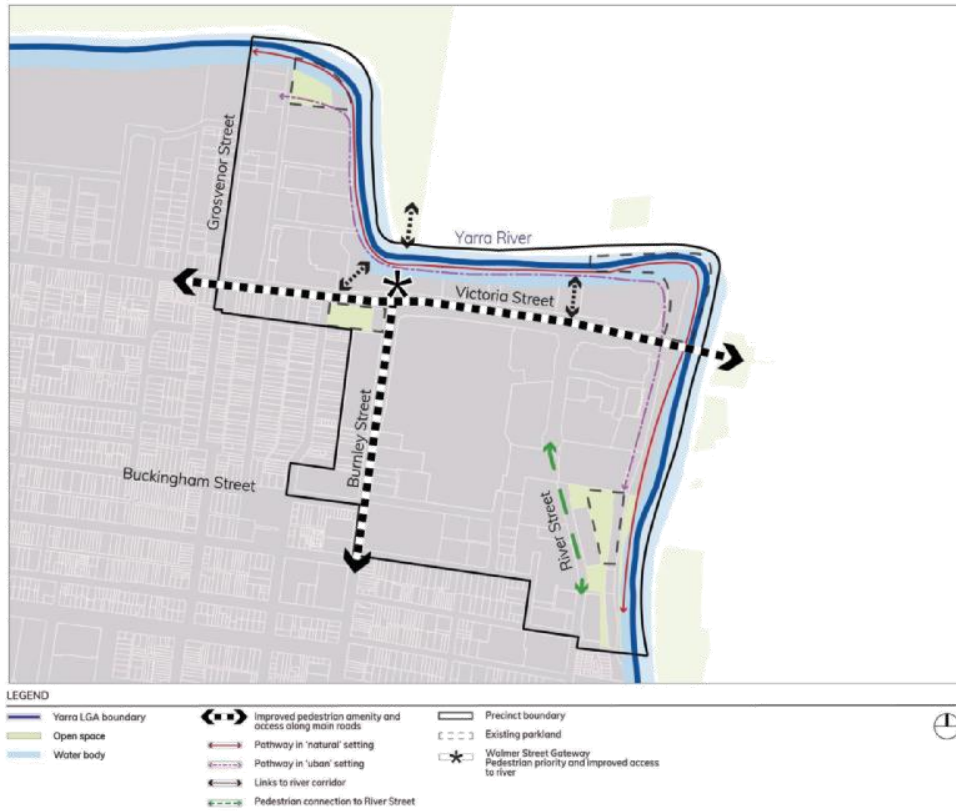 Grosvenor Street
Yarra River
Victoria Street
Burnley Street
Buckingham Street
River Street
LEGEND
Yarra LGA boundary
Open space
Water body
Improved pedestrian amenity and
access along main roads
Pathway in 'natural' setting
Pathway in 'uban' setting
Links to river corridor
Pedestrian connection to River Street
Precinct boundary
Existing parkland
Walmer Street Gateway
Pedestrian priority and improved access
to river